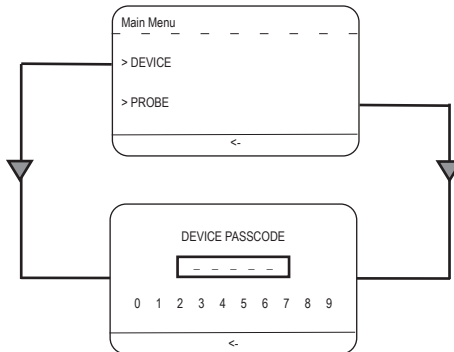 Main Menu
_ _ _ _ _ _ _ _ _ _
> DEVICE
> PROBE
<-
DEVICE PASSCODE
_ _ _ _ _
0 1 2 3 4 5 6 7 8 9
<-